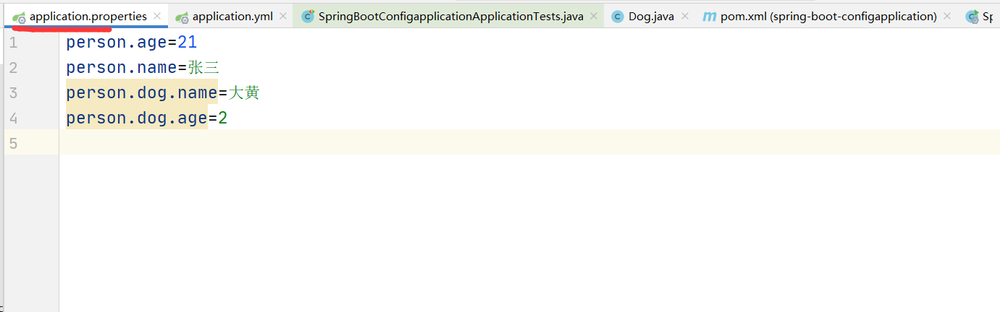 application.properties application.yml SpringBootConfigapplicationApplicationTests.java Dog.java pom.xml (spring-boot-configapplication) Sp
1 person.age=21
2 person.name=张三
3 person.dog.name=大黄
4 person.dog.age=2
5